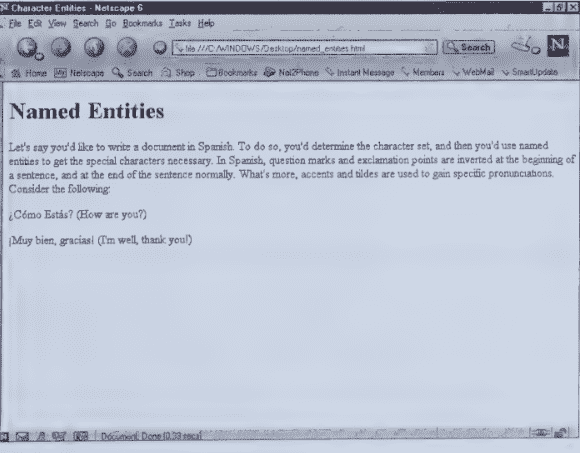 Character Entities - Netscape 6
File Edit View Search Go Bookmarks Tasks Help
file:///C:/WINDOWS/Desktop/named_entities.html Search N
Home My Netscape Search Shop Bookmarks Net2Phone Instant Message Members WebMail SmartUpdate
Named Entities
Let's say you'd like to write a document in Spanish. To do so, you'd determine the character set, and then you'd use named
entities to get the special characters necessary. In Spanish, question marks and exclamation points are inverted at the beginning of
a sentence, and at the end of the sentence normally. What's more, accents and tildes are used to gain specific pronunciations.
Consider the following:
¿Cómo Estás? (How are you?)
¡Muy bien, gracias! (I'm well, thank you!)
Document: Done (0.33 secs)